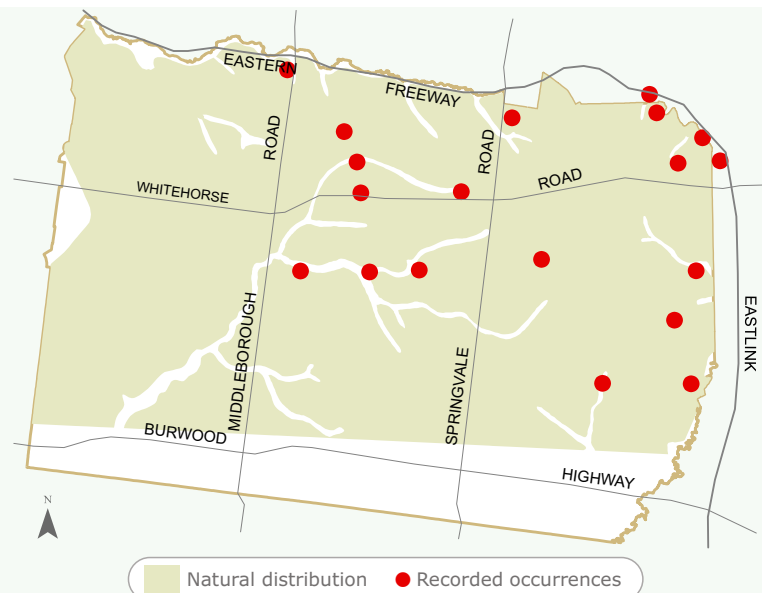 EASTERN
FREEWAY
ROAD
ROAD
ROAD
WHITEHORSE
MIDDLEBOROUGH
SPRINGVALE
EASTLINK
BURWOOD
HIGHWAY
N
Natural distribution
Recorded occurrences